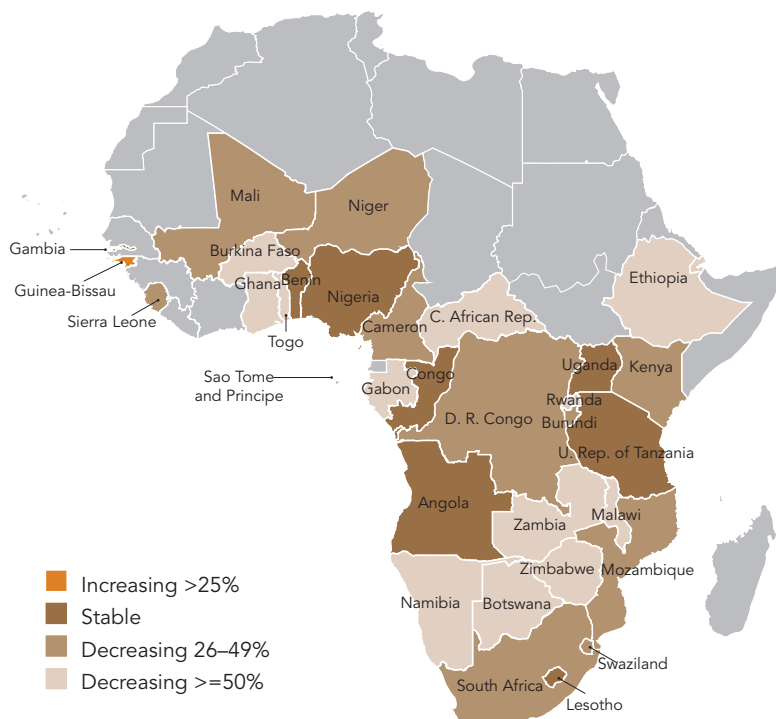 Mali
Niger
Gambia
Burkina Faso
Ethiopia
Guinea-Bissau
Ghana
Benin
Nigeria
Sierra Leone
Cameron
C. African Rep.
Togo
Uganda
Kenya
Sao Tome
and Principe
Gabon
Congo
Rwanda
D. R. Congo
Burundi
U. Rep. of Tanzania
Angola
Malawi
Zambia
Zimbabwe
Mozambique
Namibia
Botswana
Swaziland
South Africa
Lesotho
Increasing >25%
Stable
Decreasing 26–49%
Decreasing >=50%